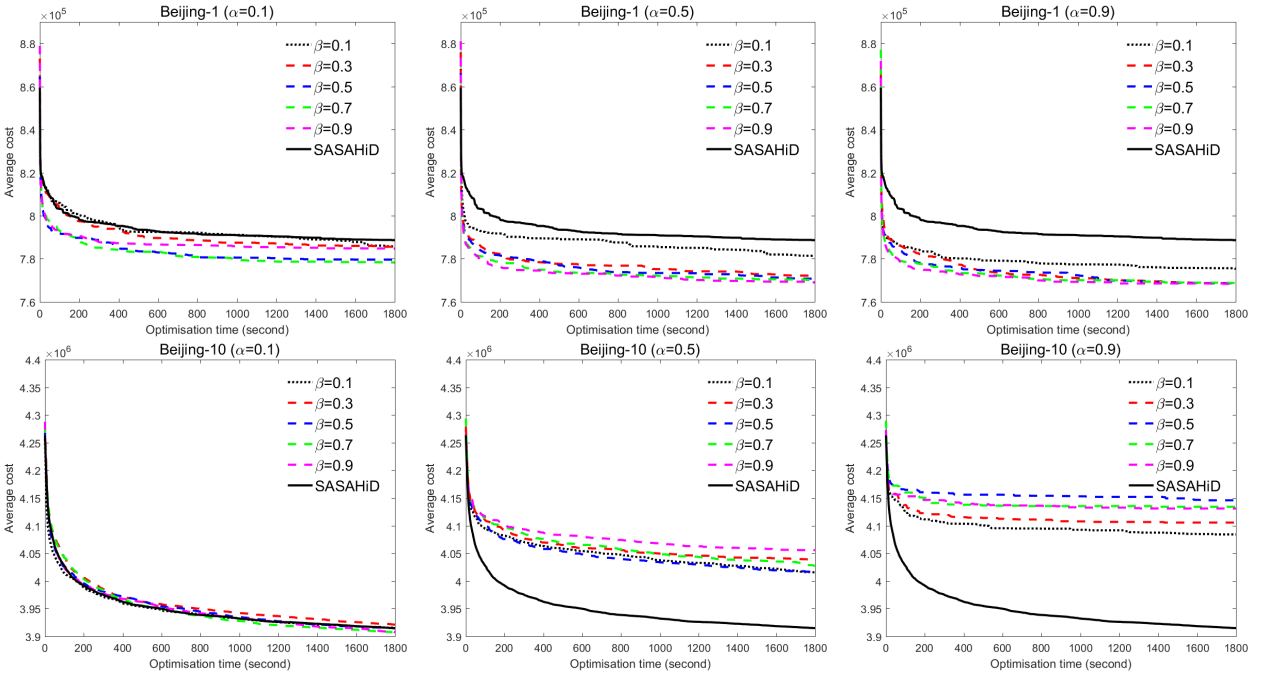 Beijing-1 (α=0.1)
×10⁵
8.8
8.6
8.4
8.2
8
7.8
7.6
Average cost
β=0.1
β=0.3
β=0.5
β=0.7
β=0.9
SASAHiD
0 200 400 600 800 1000 1200 1400 1600 1800
Optimisation time (second)
Beijing-1 (α=0.5)
×10⁵
8.8
8.6
8.4
8.2
8
7.8
7.6
Average cost
β=0.1
β=0.3
β=0.5
β=0.7
β=0.9
SASAHiD
0 200 400 600 800 1000 1200 1400 1600 1800
Optimisation time (second)
Beijing-1 (α=0.9)
×10⁵
8.8
8.6
8.4
8.2
8
7.8
7.6
Average cost
β=0.1
β=0.3
β=0.5
β=0.7
β=0.9
SASAHiD
0 200 400 600 800 1000 1200 1400 1600 1800
Optimisation time (second)
Beijing-10 (α=0.1)
×10⁶
4.4
4.35
4.3
4.25
4.2
4.15
4.1
4.05
4
3.95
3.9
Average cost
β=0.1
β=0.3
β=0.5
β=0.7
β=0.9
SASAHiD
0 200 400 600 800 1000 1200 1400 1600 1800
Optimisation time (second)
Beijing-10 (α=0.5)
×10⁶
4.4
4.35
4.3
4.25
4.2
4.15
4.1
4.05
4
3.95
3.9
Average cost
β=0.1
β=0.3
β=0.5
β=0.7
β=0.9
SASAHiD
0 200 400 600 800 1000 1200 1400 1600 1800
Optimisation time (second)
Beijing-10 (α=0.9)
×10⁶
4.4
4.35
4.3
4.25
4.2
4.15
4.1
4.05
4
3.95
3.9
Average cost
β=0.1
β=0.3
β=0.5
β=0.7
β=0.9
SASAHiD
0 200 400 600 800 1000 1200 1400 1600 1800
Optimisation time (second)